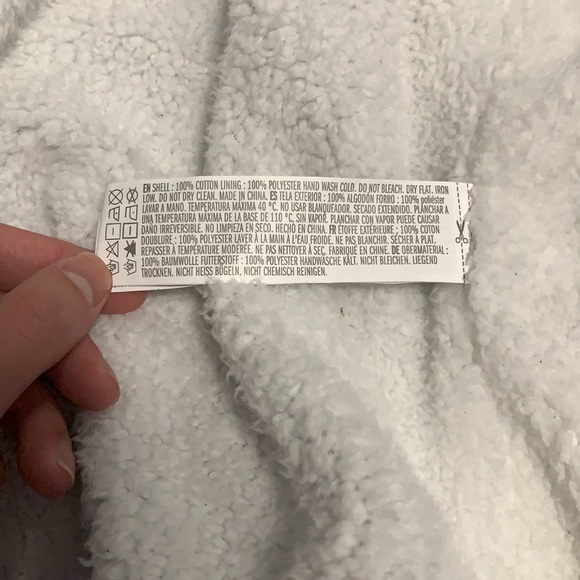 EN SHELL : 100% COTTON LINING : 100% POLYESTER HAND WASH COLD. DO NOT BLEACH. DRY FLAT. IRON
LOW. DO NOT DRY CLEAN. MADE IN CHINA. ES TELA EXTERIOR : 100% ALGODÓN FORRO : 100% poliéster
LAVAR A MANO. TEMPERATURA MÁXIMA 40 °C. NO USAR BLANQUEADOR. SECADO EXTENDIDO. PLANCHAR A
UNA TEMPERATURA MÁXIMA DE LA BASE DE 110 °C, SIN VAPOR. PLANCHAR CON VAPOR PUEDE CAUSAR
DAÑO IRREVERSIBLE. NO LIMPIEZA EN SECO. HECHO EN CHINA. FR ÉTOFFE EXTÉRIEURE : 100% COTON
DOUBLURE : 100% POLYESTER LAVER À LA MAIN À L'EAU FROIDE. NE PAS BLANCHIR. SÉCHER À PLAT.
REPASSER À TEMPÉRATURE MODÉRÉE. NE PAS NETTOYER À SEC. FABRIQUÉ EN CHINE. DE OBERMATERIAL :
100% BAUMWOLLE FUTTERSTOFF : 100% POLYESTER HANDWÄSCHE KALT. NICHT BLEICHEN. LIEGEND
TROCKNEN. NICHT HEISS BÜGELN. NICHT CHEMISCH REINIGEN.